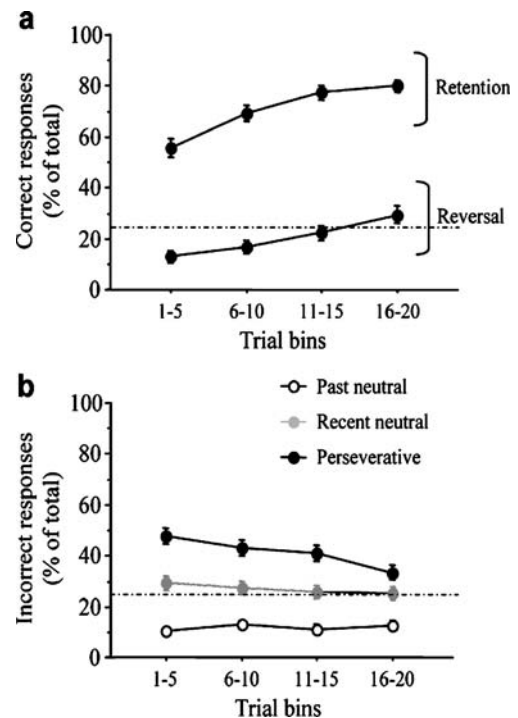 a
Correct responses
(% of total)
100
80
60
40
20
0
Retention
Reversal
1-5 6-10 11-15 16-20
Trial bins
b
Past neutral
Recent neutral
Perseverative
Incorrect responses
(% of total)
100
80
60
40
20
0
1-5 6-10 11-15 16-20
Trial bins